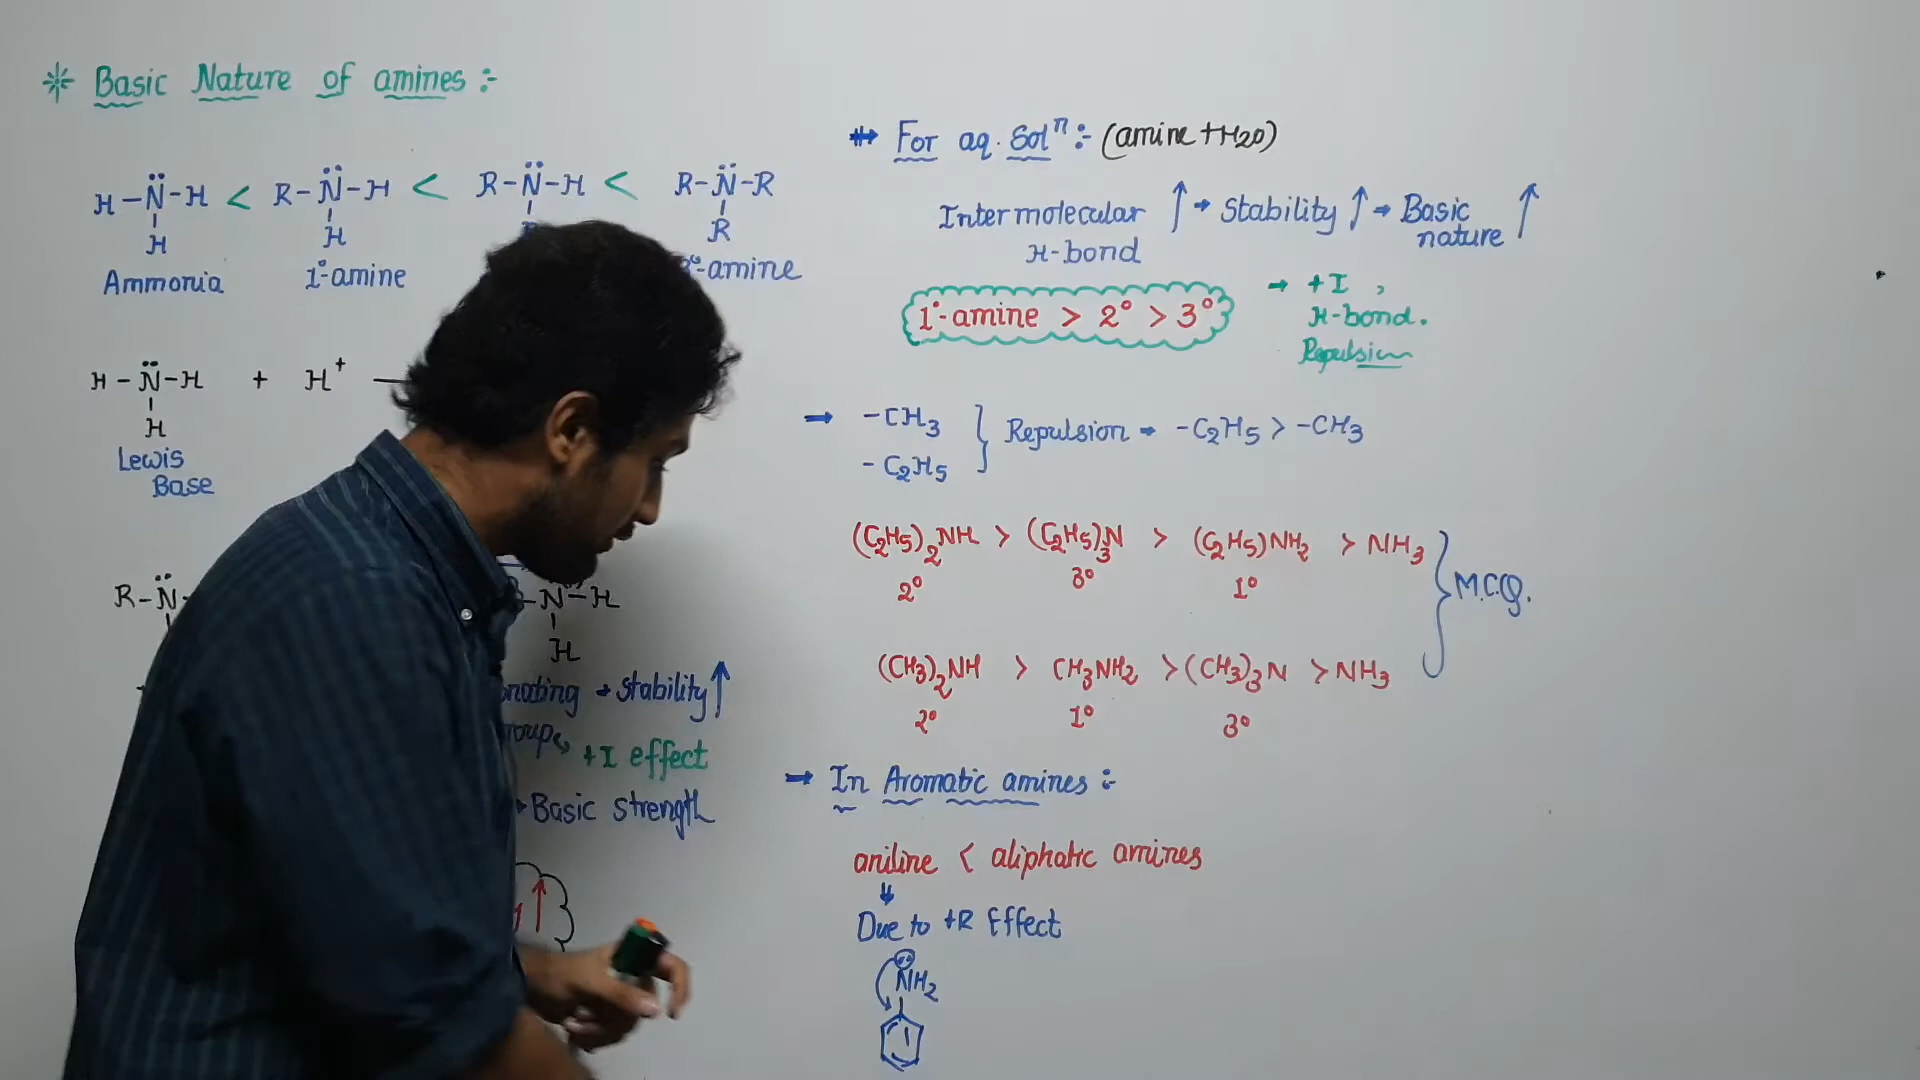 * Basic Nature of amines :-
H-N̈-H < R-N̈-H < R-N̈-H < R-N̈-R
H H R
Ammonia 1°-amine -amine
H-N̈-H + H⁺
H
Lewis
Base
R-N̈-
N-H
H
Stability ↑
+I effect
Basic strength
↑
For aq. Solⁿ :- (amine + H2O)
Intermolecular ↑ → Stability ↑ → Basic ↑
H-bond nature
1°-amine > 2° > 3° → +I ,
H-bond.
Repulsion
→ -CH3 } Repulsion → -C2H5 > -CH3
- C2H5
(C2H5)2NH > (C2H5)3N > (C2H5)NH2 > NH3 } M.C.Q.
2° 3° 1°
(CH3)2NH > CH3NH2 > (CH3)3N > NH3
2° 1° 3°
→ In Aromatic amines :-
aniline < aliphatic amines
↓
Due to +R Effect
N̈H2